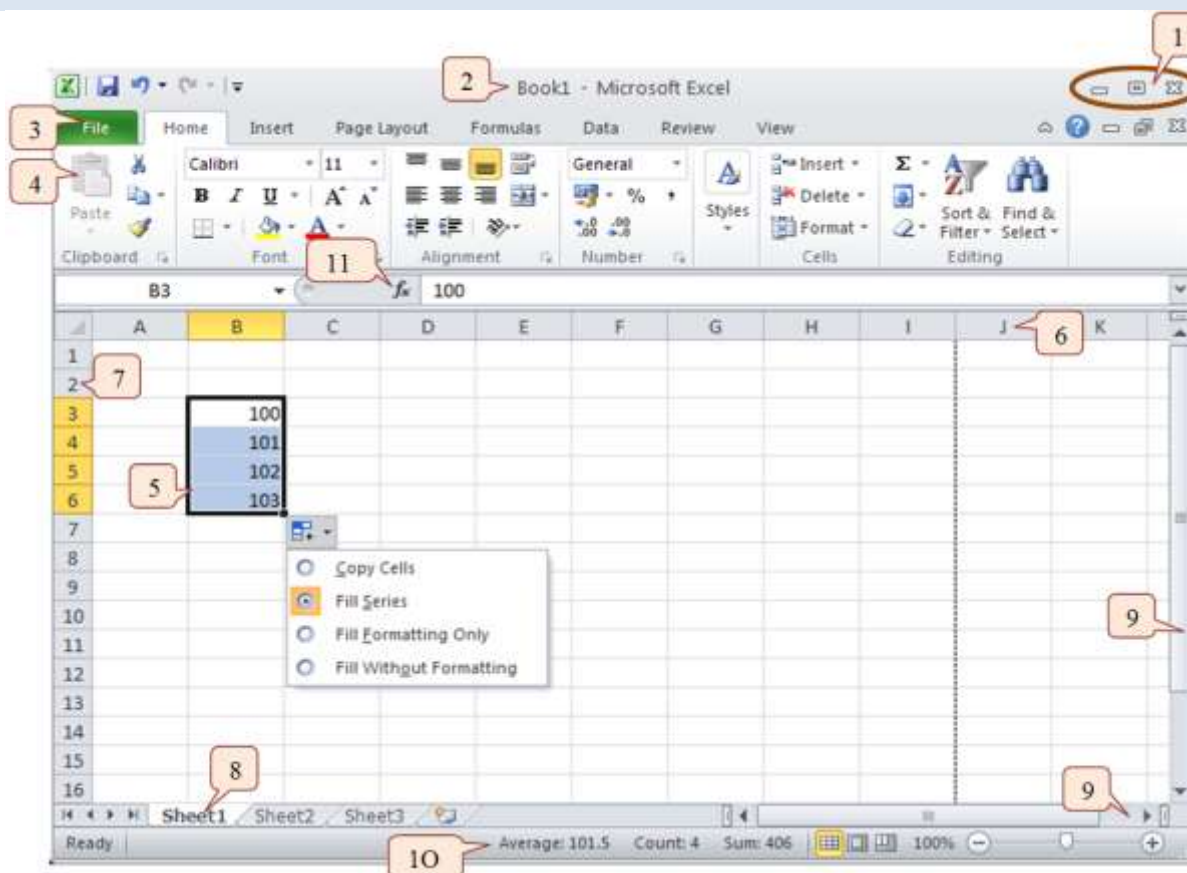 1
2
Book1 - Microsoft Excel
3
File Home Insert Page Layout Formulas Data Review View
4
Paste
Calibri 11
General
B I U A A
% ,
Styles
Insert
Delete
Format
Σ
Sort & Filter
Find & Select
Clipboard Font Alignment Number Cells Editing
11
B3 fx 100
A B C D E F G H I J K
6
1
2
7
3 100
4 101
5 102
5
6 103
7
8 Copy Cells
9 Fill Series
10 Fill Formatting Only
9
11
12 Fill Without Formatting
13
14
15
8
16
9
Sheet1 Sheet2 Sheet3
Ready Average: 101.5 Count: 4 Sum: 406 100%
10